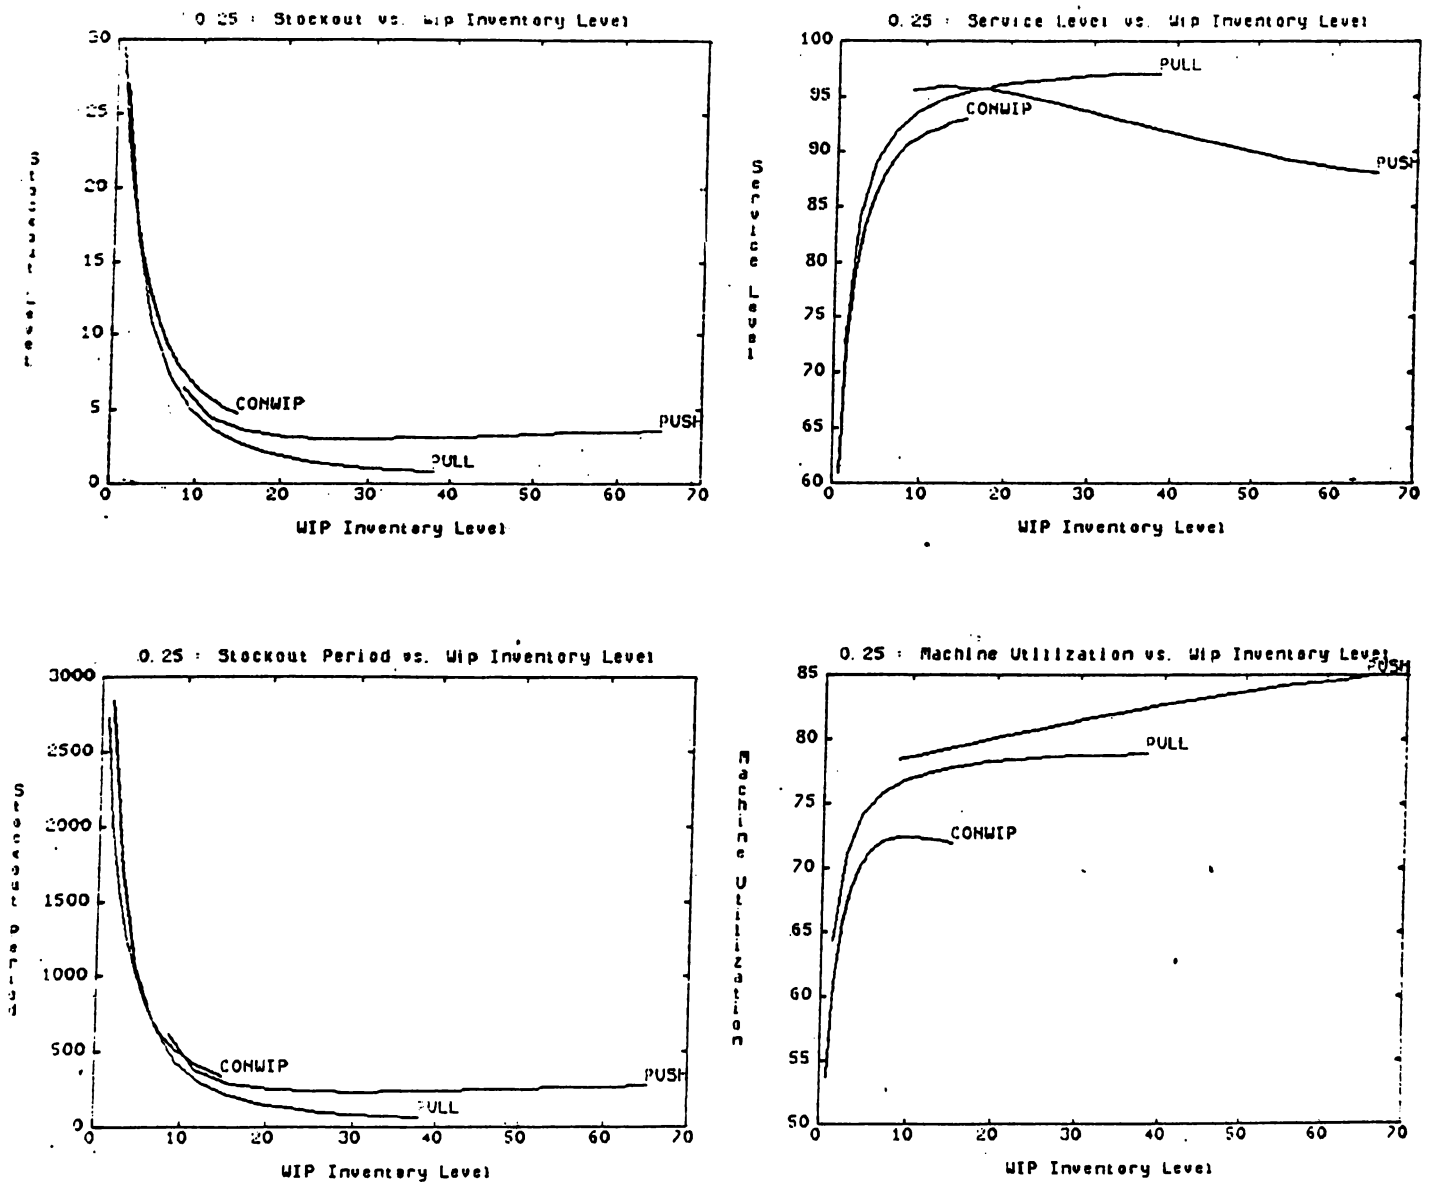 0.25 : Stockout vs. Wip Inventory Level
30
25
20
15
10
5
0
0 10 20 30 40 50 60 70
CONWIP
PUSH
PULL
WIP Inventory Level
0.25 : Service Level vs. Wip Inventory Level
100
95
90
85
80
75
70
65
60
0 10 20 30 40 50 60 70
Service Level
PULL
CONWIP
PUSH
WIP Inventory Level
0.25 : Stockout Period vs. Wip Inventory Level
3000
2500
2000
1500
1000
500
0
0 10 20 30 40 50 60 70
Stockout Period
CONWIP
PUSH
PULL
WIP Inventory Level
0.25 : Machine Utilization vs. Wip Inventory Level
85
80
75
70
65
60
55
50
0 10 20 30 40 50 60 70
Machine Utilization
PUSH
PULL
CONWIP
WIP Inventory Level